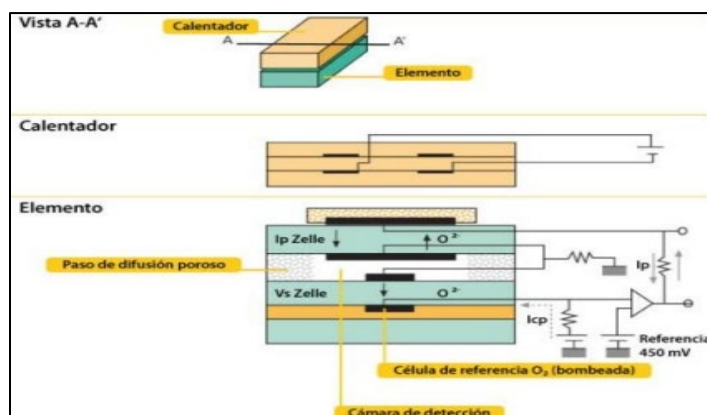 Vista A-A'
Calentador
A
A'
Elemento
Calentador
Elemento
Ip Zelle
O²⁻
Paso de difusión poroso
Ip
Vs Zelle
O²⁻
Icp
Referencia
450 mV
Célula de referencia O₂ (bombeada)
Cámara de detección